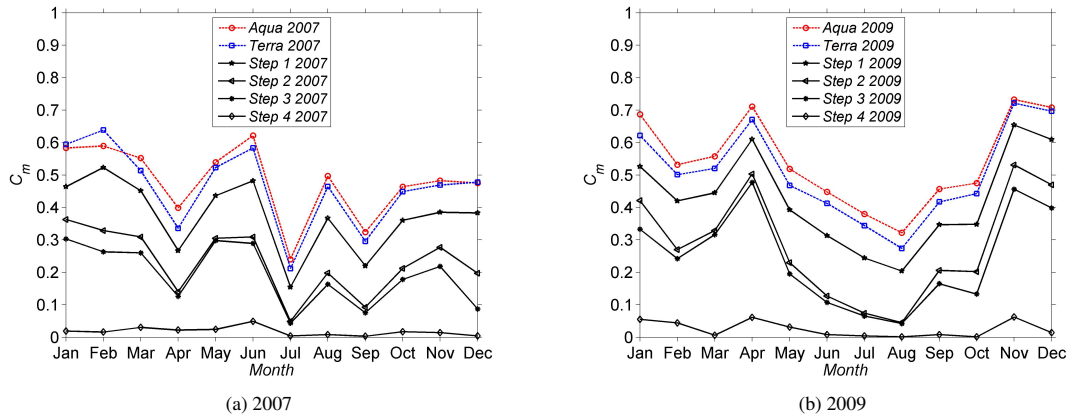 1
0.9
0.8
0.7
0.6
0.5
0.4
0.3
0.2
0.1
0
C_m
Aqua 2007
Terra 2007
Step 1 2007
Step 2 2007
Step 3 2007
Step 4 2007
Jan Feb Mar Apr May Jun Jul Aug Sep Oct Nov Dec
Month
(a) 2007
1
0.9
0.8
0.7
0.6
0.5
0.4
0.3
0.2
0.1
0
C_m
Aqua 2009
Terra 2009
Step 1 2009
Step 2 2009
Step 3 2009
Step 4 2009
Jan Feb Mar Apr May Jun Jul Aug Sep Oct Nov Dec
Month
(b) 2009